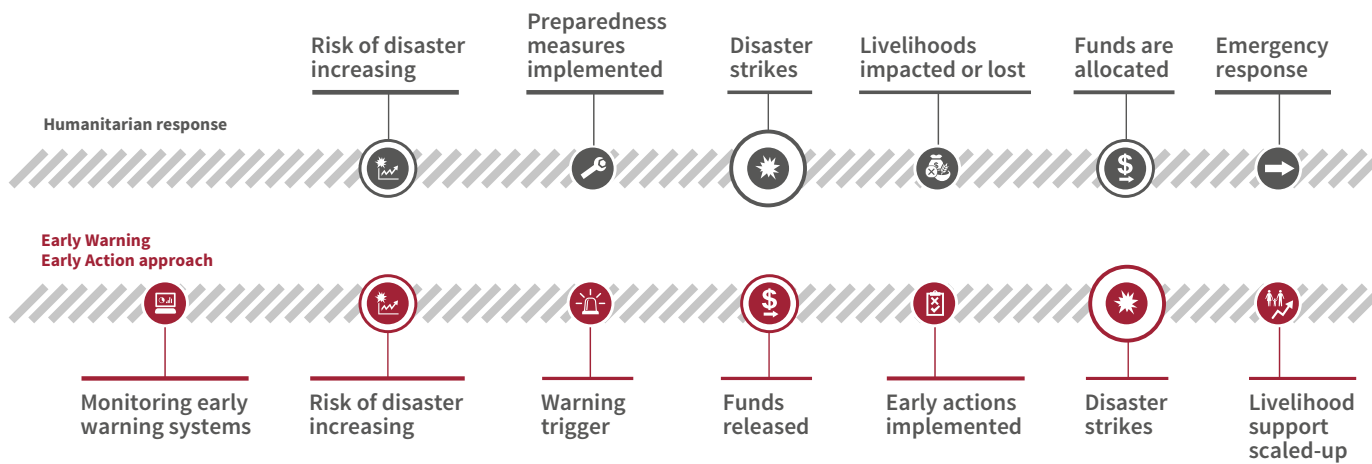 Risk of disaster
increasing
Preparedness
measures
implemented
Disaster
strikes
Livelihoods
impacted or lost
Funds are
allocated
Emergency
response
Humanitarian response
Early Warning
Early Action approach
Monitoring early
warning systems
Risk of disaster
increasing
Warning
trigger
Funds
released
Early actions
implemented
Disaster
strikes
Livelihood
support
scaled-up